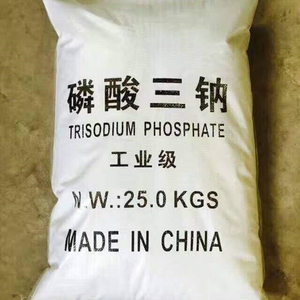 磷酸三钠
TRISODIUM PHOSPHATE
工业级
N.W.:25.0 KGS
MADE IN CHINA